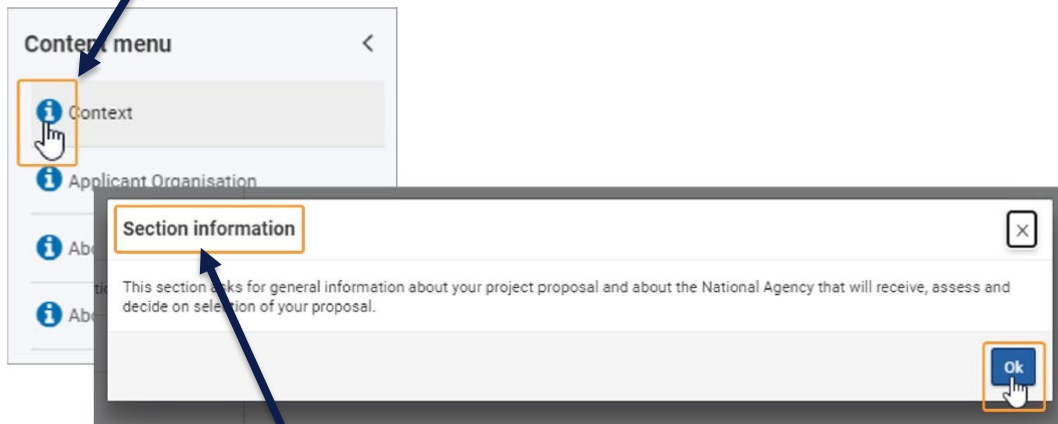 Content menu
Context
Applicant Organisation
Section information
This section asks for general information about your project proposal and about the National Agency that will receive, assess and
decide on selection of your proposal.
Ok